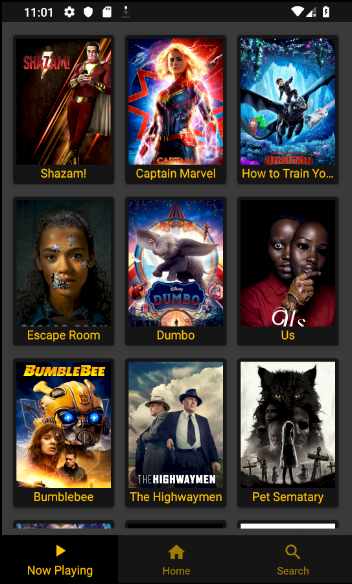 11:01
SHAZAM!
CAPTAIN
Shazam!
Captain Marvel
How to Train Yo...
Disney
DUMBO
Us
Escape Room
Dumbo
Us
BUMBLEBEE
THE HIGHWAYMEN
Bumblebee
The Highwaymen
Pet Sematary
Now Playing
Home
Search